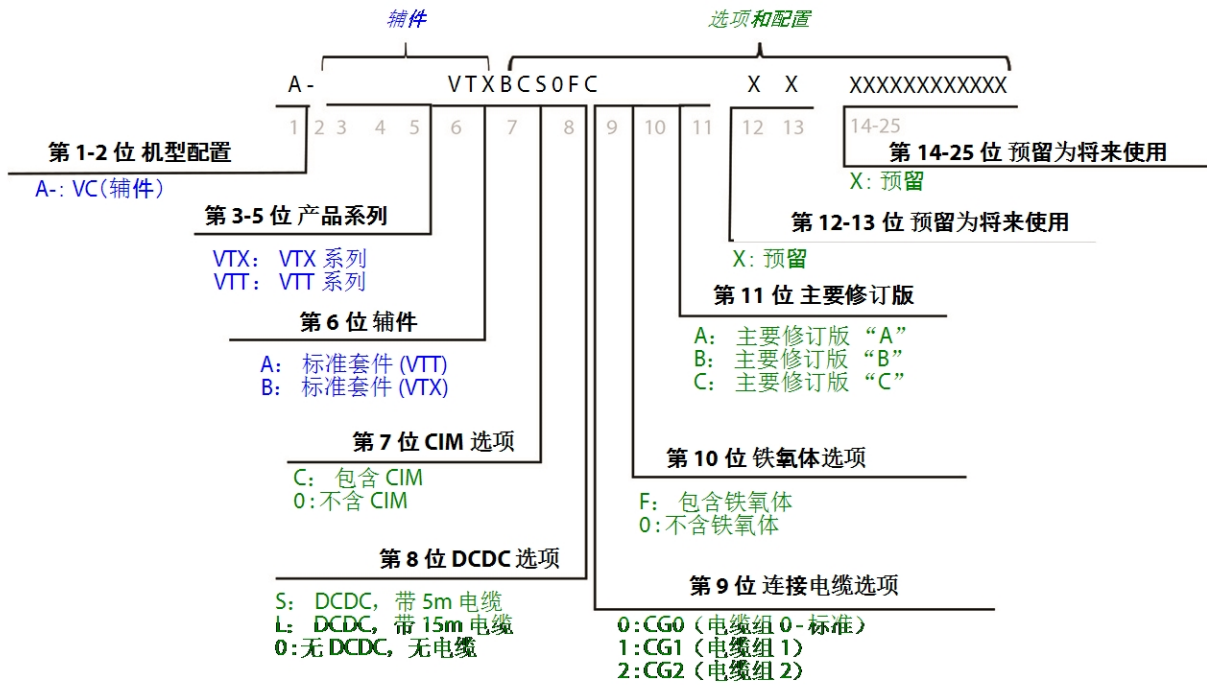 辅件
选项和配置
A- VTXBCS0FC X X XXXXXXXXXXXX
1 2 3 4 5 6 7 8 9 10 11 12 13 14-25
第 1-2 位 机型配置
A-: VC(辅件)
第 14-25 位 预留为将来使用
X: 预留
第 3-5 位 产品系列
VTX: VTX 系列
VTT: VTT 系列
第 12-13 位 预留为将来使用
X: 预留
第 6 位 辅件
A: 标准套件 (VTT)
B: 标准套件 (VTX)
第 11 位 主要修订版
A: 主要修订版 “A”
B: 主要修订版 “B”
C: 主要修订版 “C”
第 7 位 CIM 选项
C: 包含 CIM
0:不含 CIM
第 10 位 铁氧体选项
F: 包含铁氧体
0:不含铁氧体
第 8 位 DCDC 选项
S: DCDC, 带 5m 电缆
L: DCDC, 带 15m 电缆
0:无 DCDC, 无电缆
第 9 位 连接电缆选项
0:CG0 (电缆组 0-标准)
1:CG1 (电缆组 1)
2:CG2 (电缆组 2)